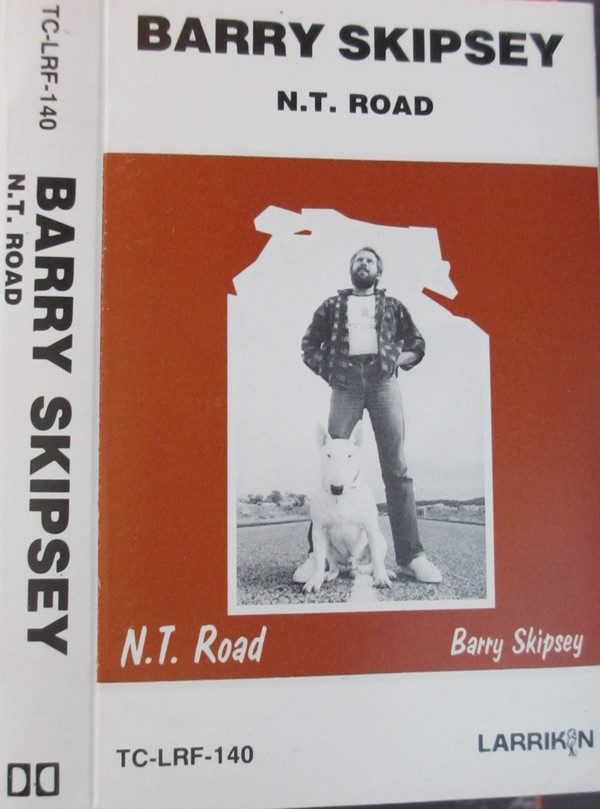 TC-LRF-140
BARRY SKIPSEY
N.T. ROAD
BARRY SKIPSEY
N.T. ROAD
N.T. Road
Barry Skipsey
TC-LRF-140
LARRIKIN